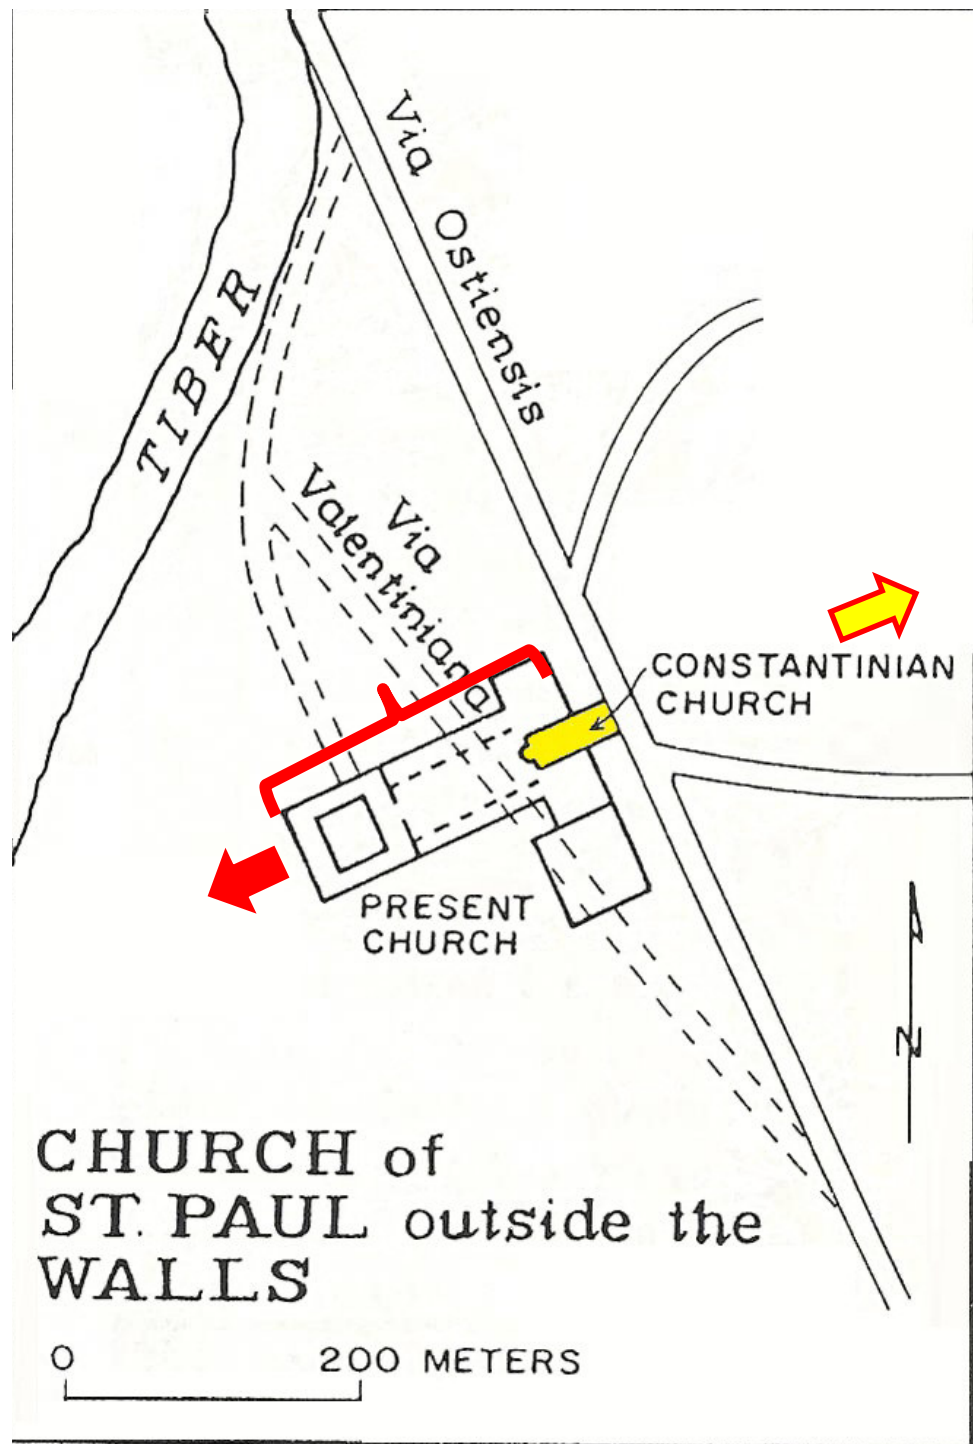 Via Ostiensis
TIBER
Via
Valentiniana
CONSTANTINIAN
CHURCH
PRESENT
CHURCH
N
CHURCH of
ST. PAUL outside the
WALLS
0 200 METERS